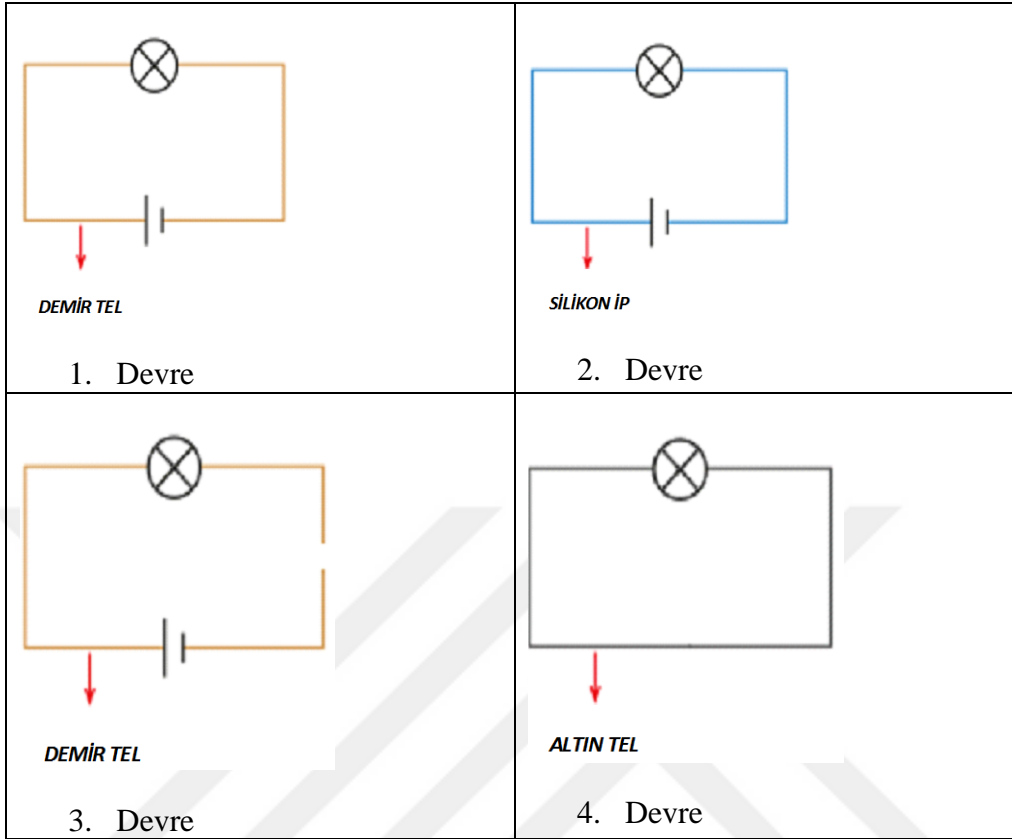 DEMİR TEL
1. Devre
SİLİKON İP
2. Devre
DEMİR TEL
3. Devre
ALTIN TEL
4. Devre